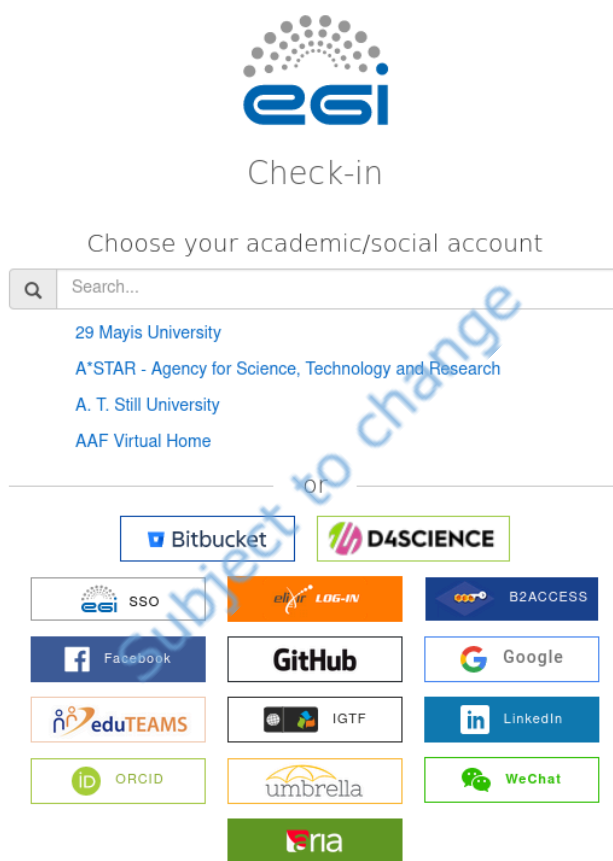 egi
Check-in
Choose your academic/social account
Search...
29 Mayis University
A*STAR - Agency for Science, Technology and Research
A. T. Still University
AAF Virtual Home
or
Subject to change
Bitbucket D4SCIENCE
egi SSO elixir LOG-IN B2ACCESS
Facebook GitHub Google
eduTEAMS IGTF in LinkedIn
iD ORCID umbrella WeChat
aria